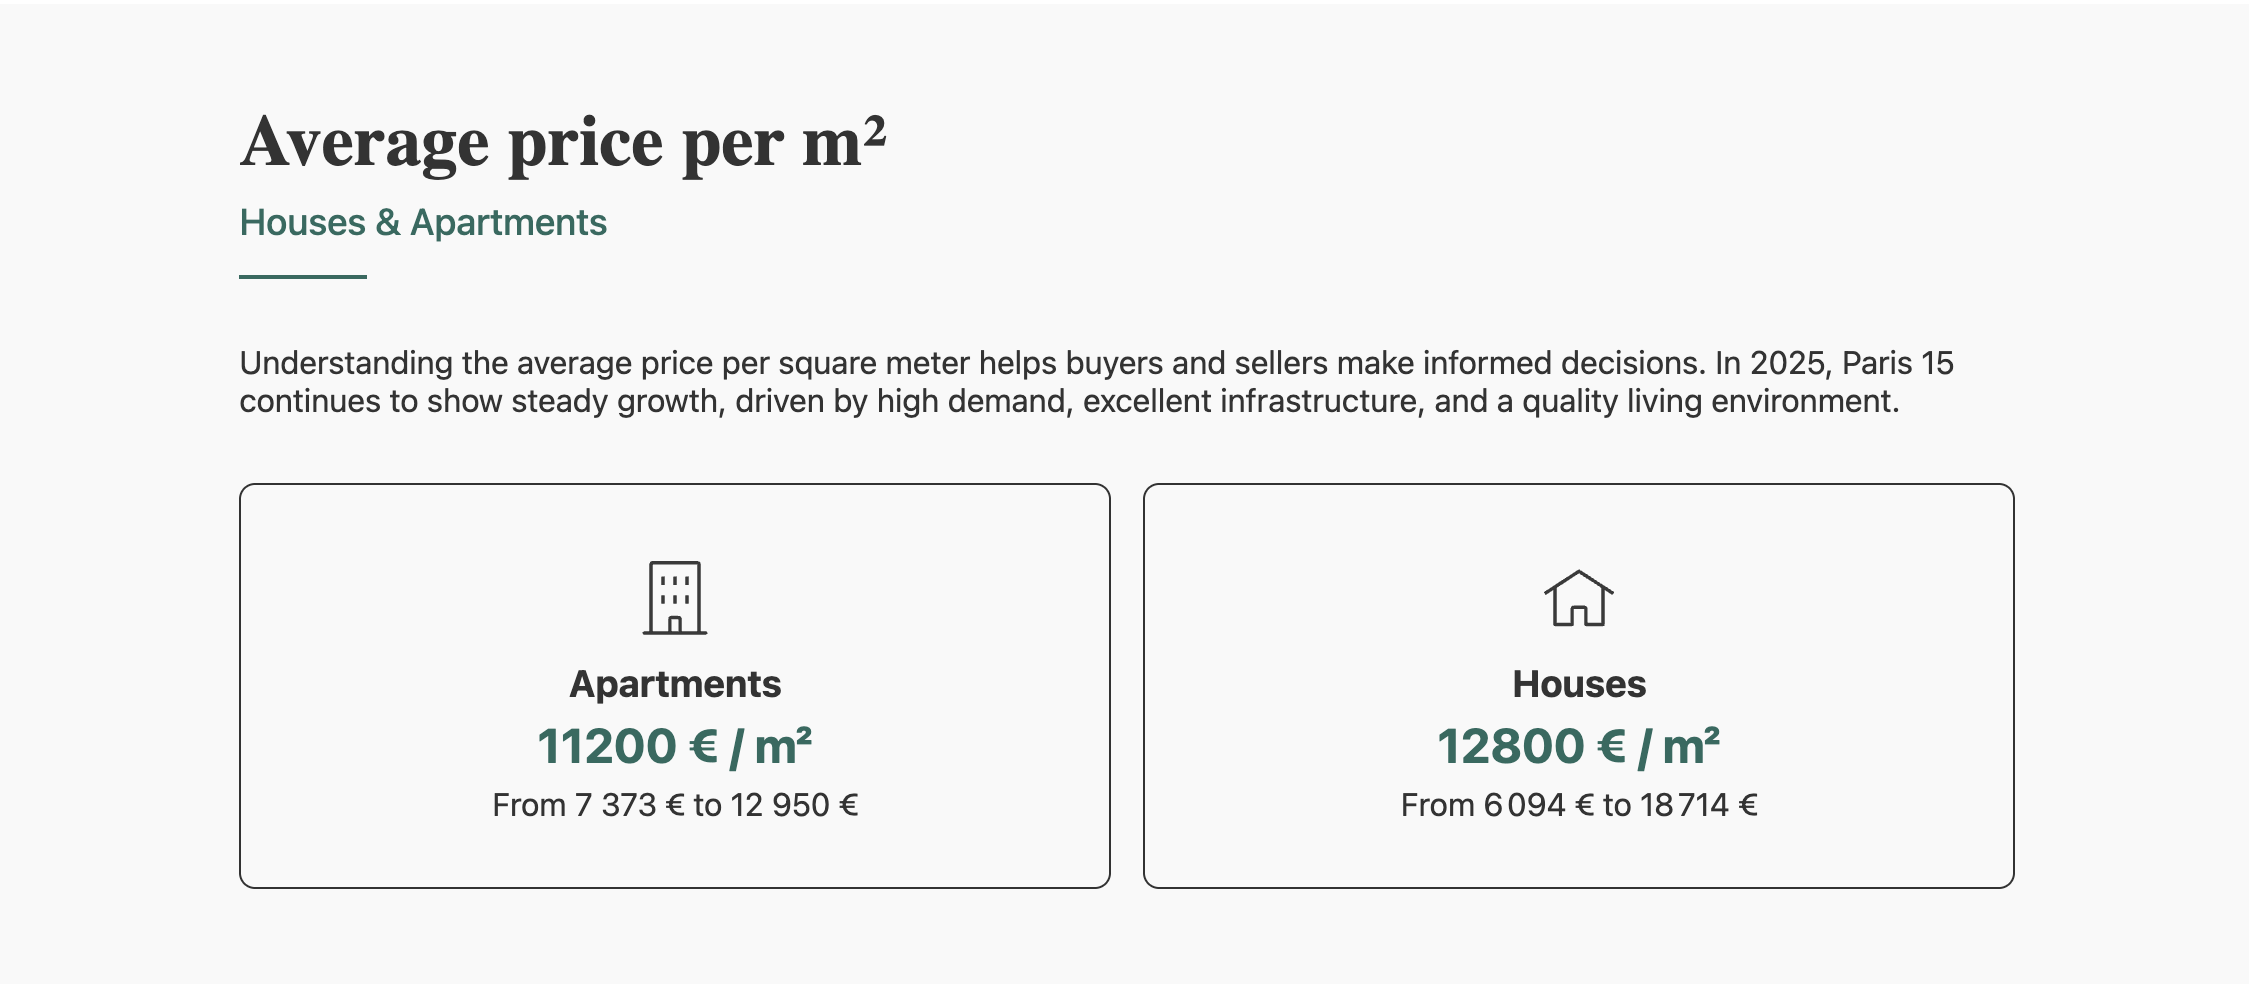 Average price per m²
Houses & Apartments
Understanding the average price per square meter helps buyers and sellers make informed decisions. In 2025, Paris 15
continues to show steady growth, driven by high demand, excellent infrastructure, and a quality living environment.
Apartments
11200 € / m²
From 7 373 € to 12 950 €
Houses
12800 € / m²
From 6 094 € to 18 714 €